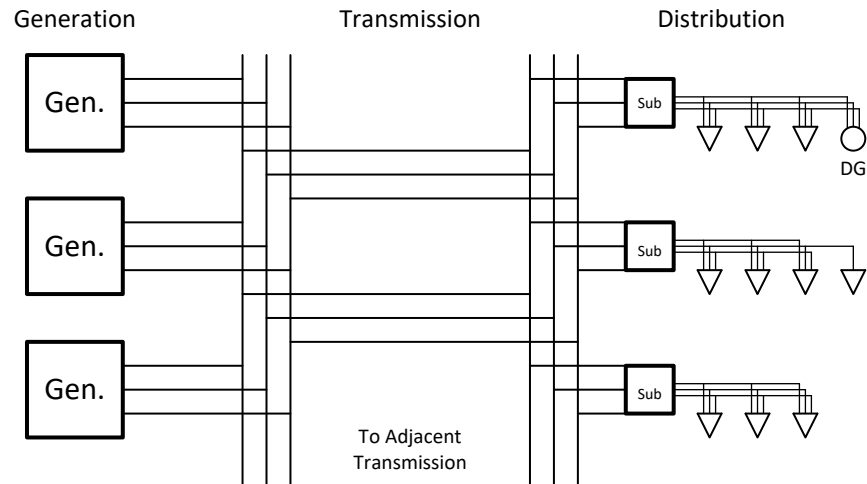 Generation
Transmission
Distribution
Gen.
Sub
DG
Gen.
Sub
Gen.
Sub
To Adjacent
Transmission